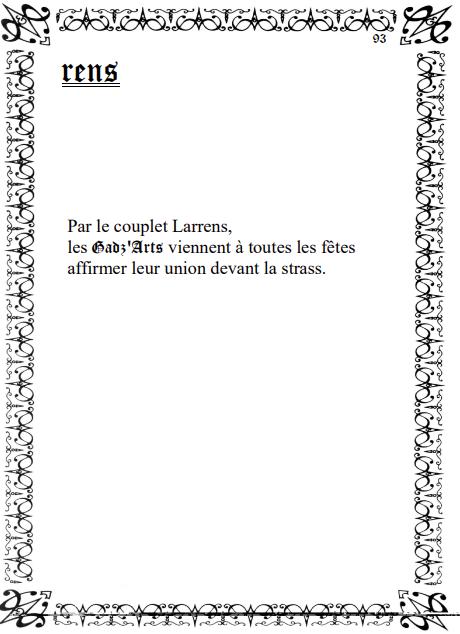 93
rens
Par le couplet Larrens,
les Gadz'Arts viennent à toutes les fêtes
affirmer leur union devant la strass.